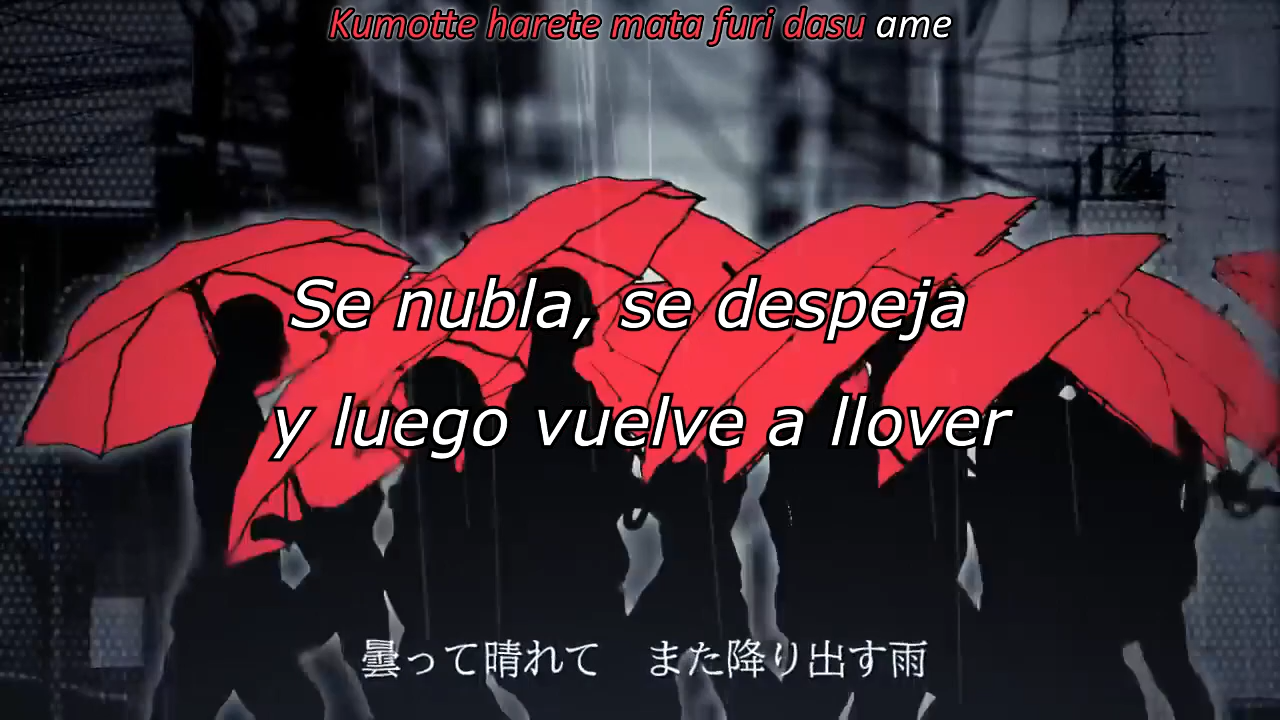 Kumotte harete mata furi dasu ame
Se nubla, se despeja
y luego vuelve a llover
曇って晴れて　また降り出す雨